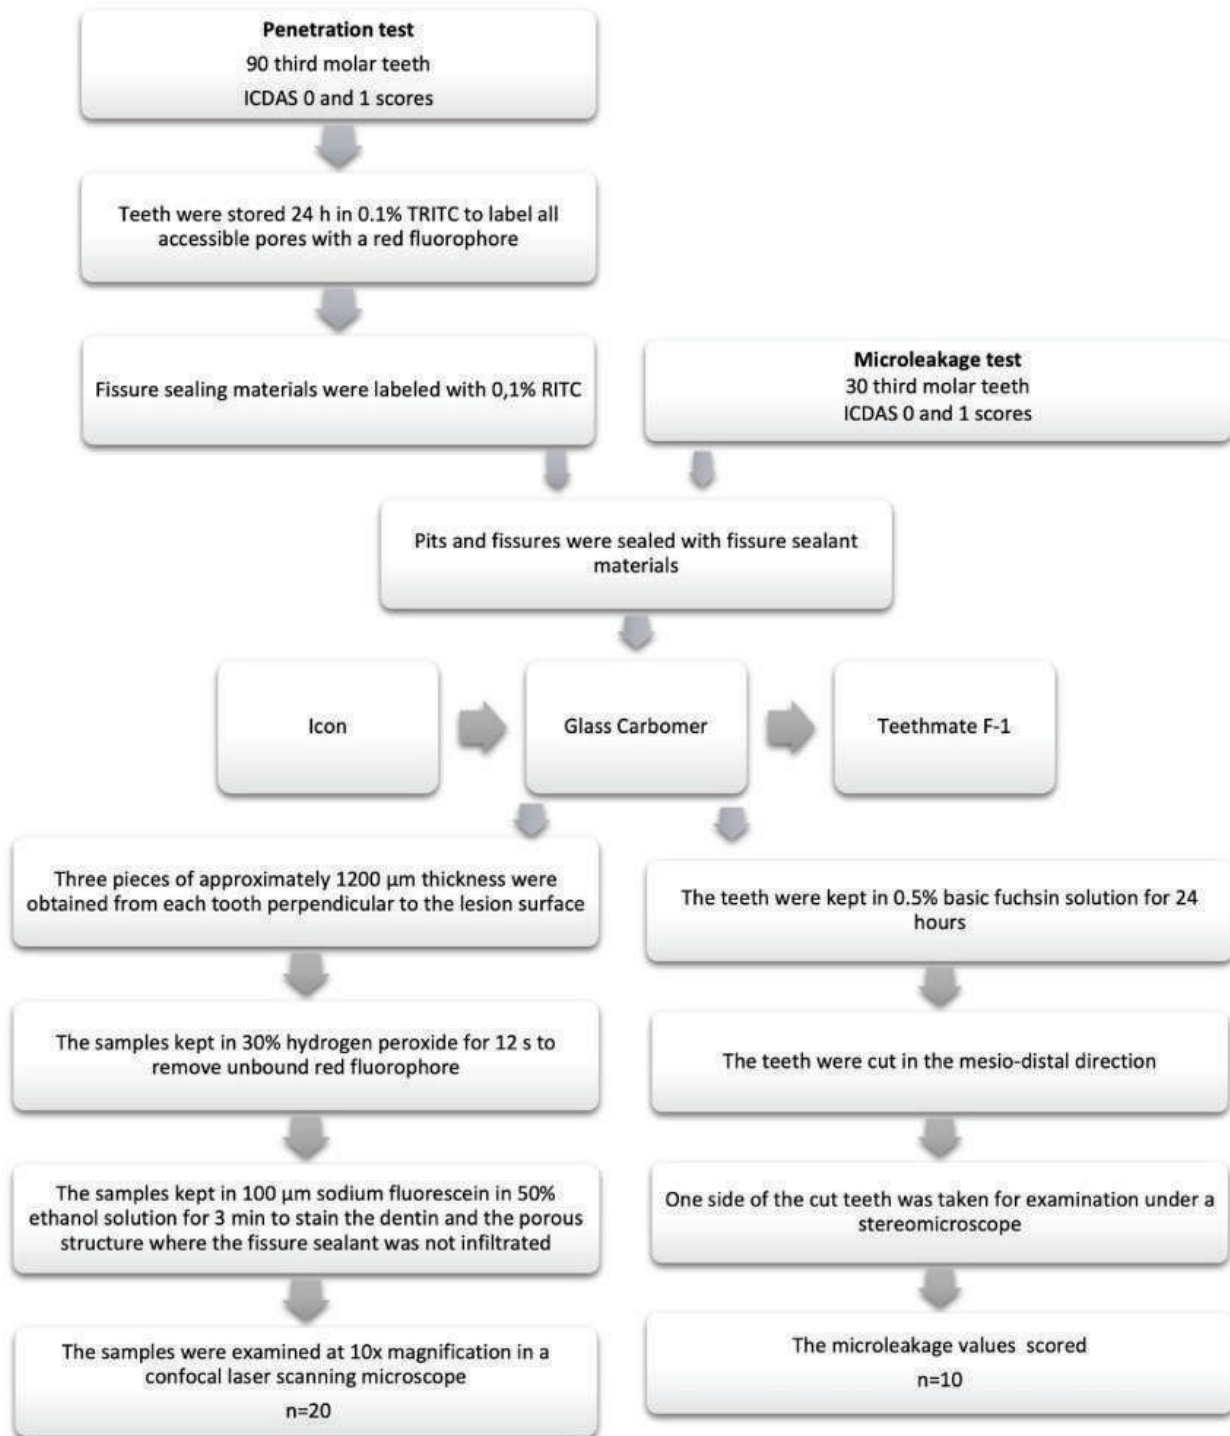 Penetration test
90 third molar teeth
ICDAS 0 and 1 scores
Teeth were stored 24 h in 0.1% TRITC to label all
accessible pores with a red fluorophore
Fissure sealing materials were labeled with 0,1% RITC
Microleakage test
30 third molar teeth
ICDAS 0 and 1 scores
Pits and fissures were sealed with fissure sealant
materials
Icon
Glass Carbomer
Teethmate F-1
Three pieces of approximately 1200 µm thickness were
obtained from each tooth perpendicular to the lesion surface
The samples kept in 30% hydrogen peroxide for 12 s to
remove unbound red fluorophore
The samples kept in 100 µm sodium fluorescein in 50%
ethanol solution for 3 min to stain the dentin and the porous
structure where the fissure sealant was not infiltrated
The samples were examined at 10x magnification in a
confocal laser scanning microscope
n=20
The teeth were kept in 0.5% basic fuchsin solution for 24
hours
The teeth were cut in the mesio-distal direction
One side of the cut teeth was taken for examination under a
stereomicroscope
The microleakage values scored
n=10